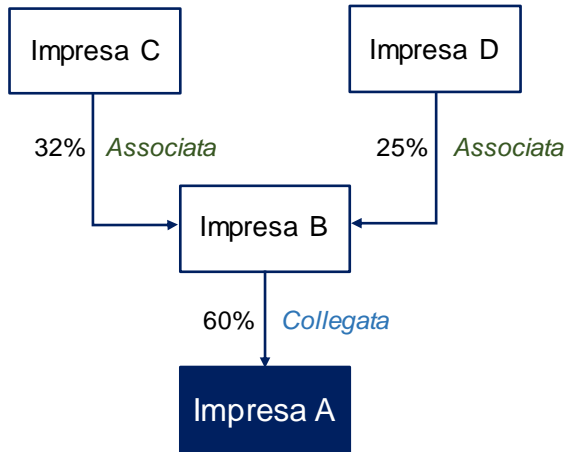 Impresa C
Impresa D
32% Associata
25% Associata
Impresa B
60% Collegata
Impresa A